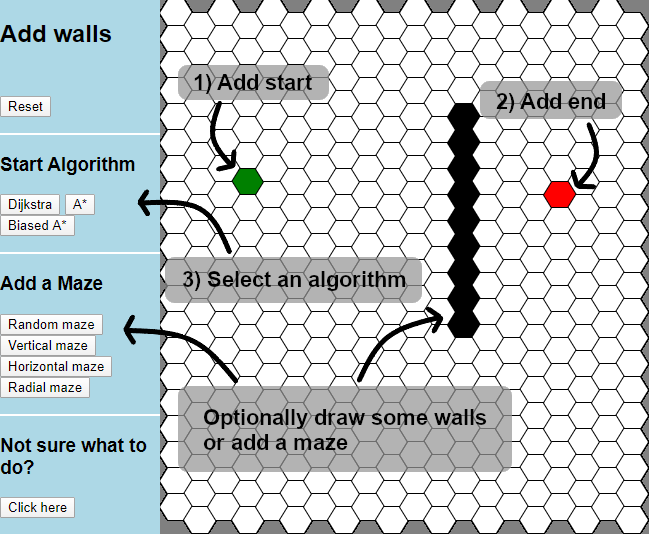 Add walls
Reset
Start Algorithm
Dijkstra A*
Biased A*
Add a Maze
Random maze
Vertical maze
Horizontal maze
Radial maze
Not sure what to
do?
Click here
1) Add start
2) Add end
3) Select an algorithm
Optionally draw some walls
or add a maze